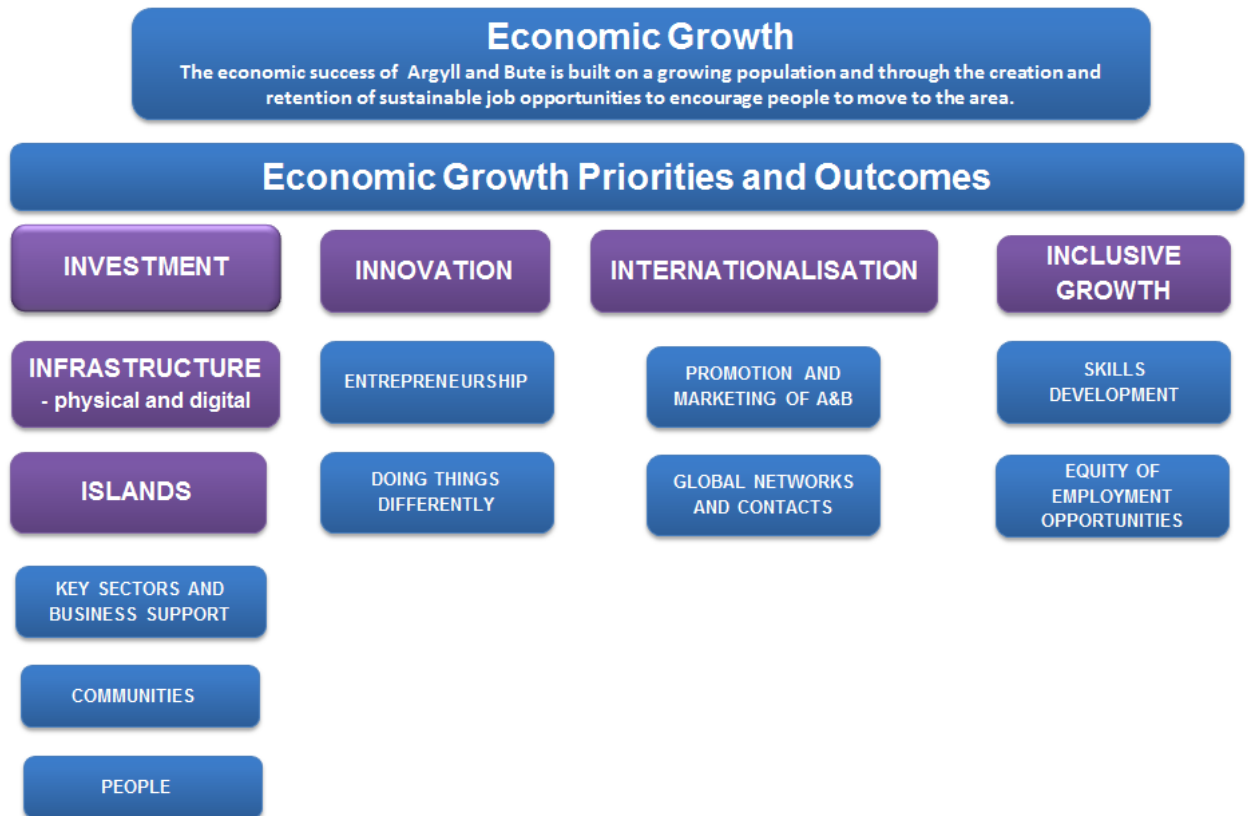 Economic Growth
The economic success of Argyll and Bute is built on a growing population and through the creation and
retention of sustainable job opportunities to encourage people to move to the area.
Economic Growth Priorities and Outcomes
INVESTMENT
INFRASTRUCTURE
- physical and digital
ISLANDS
KEY SECTORS AND
BUSINESS SUPPORT
COMMUNITIES
PEOPLE
INNOVATION
ENTREPRENEURSHIP
DOING THINGS
DIFFERENTLY
INTERNATIONALISATION
PROMOTION AND
MARKETING OF A&B
GLOBAL NETWORKS
AND CONTACTS
INCLUSIVE
GROWTH
SKILLS
DEVELOPMENT
EQUITY OF
EMPLOYMENT
OPPORTUNITIES